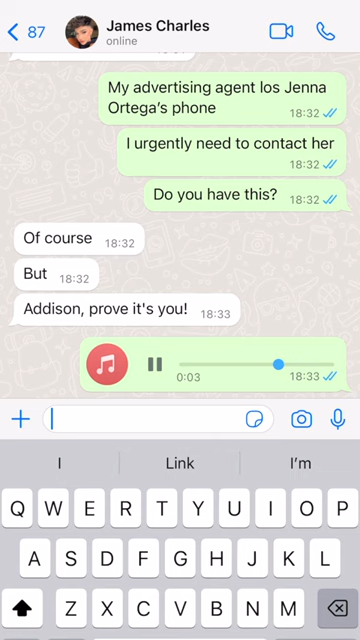 87
James Charles
online
My advertising agent los Jenna
Ortega's phone
18:32
I urgently need to contact her
18:32
Do you have this? 18:32
Of course 18:32
But 18:32
Addison, prove it's you! 18:33
0:03 18:33
I Link I'm
Q W E R T Y U I O P
A S D F G H J K L
Z X C V B N M